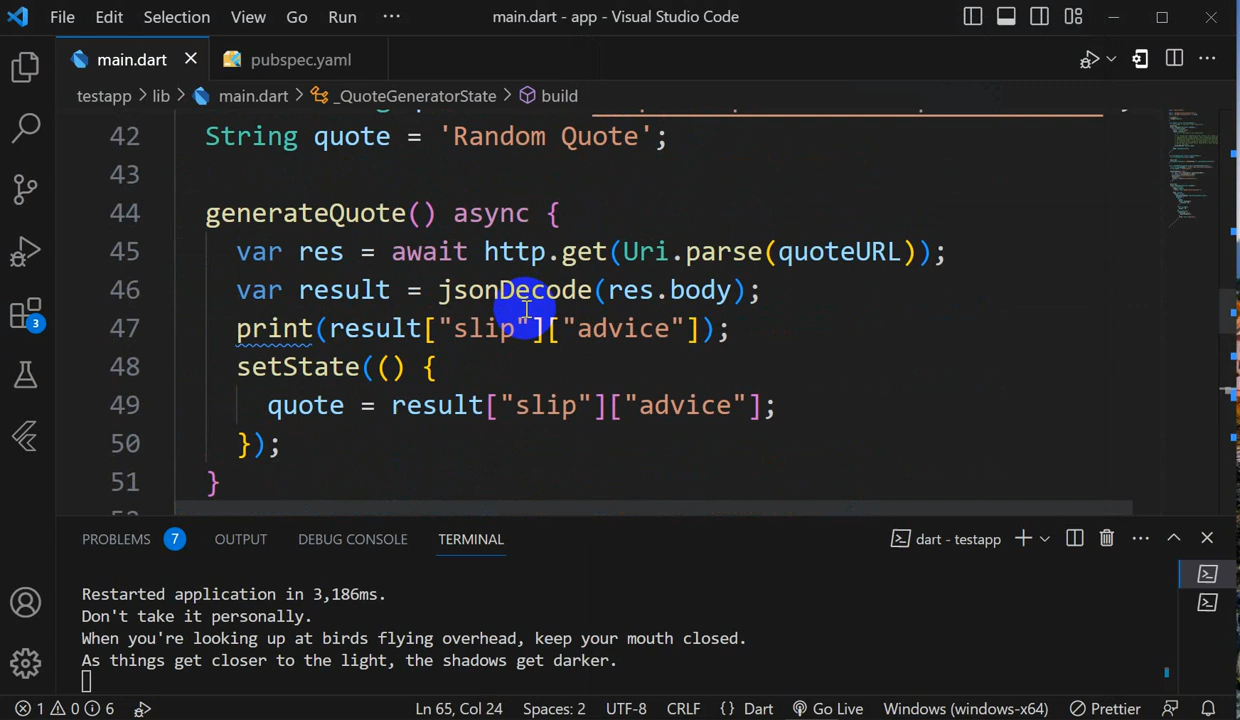 File Edit Selection View Go Run ··· main.dart - app - Visual Studio Code
main.dart pubspec.yaml
testapp > lib > main.dart > _QuoteGeneratorState > build
42 String quote = 'Random Quote';
43
44 generateQuote() async {
45 var res = await http.get(Uri.parse(quoteURL));
46 var result = jsonDecode(res.body);
47 print(result["slip"]["advice"]);
48 setState(() {
49 quote = result["slip"]["advice"];
50 });
51 }
3
PROBLEMS 7 OUTPUT DEBUG CONSOLE TERMINAL dart - testapp
Restarted application in 3,186ms.
Don't take it personally.
When you're looking up at birds flying overhead, keep your mouth closed.
As things get closer to the light, the shadows get darker.
1 0 6 Ln 65, Col 24 Spaces: 2 UTF-8 CRLF {} Dart Go Live Windows (windows-x64) Prettier